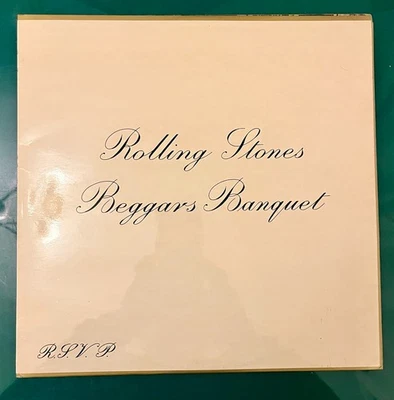 Rolling Stones
Beggars Banquet
R.S.V.P.